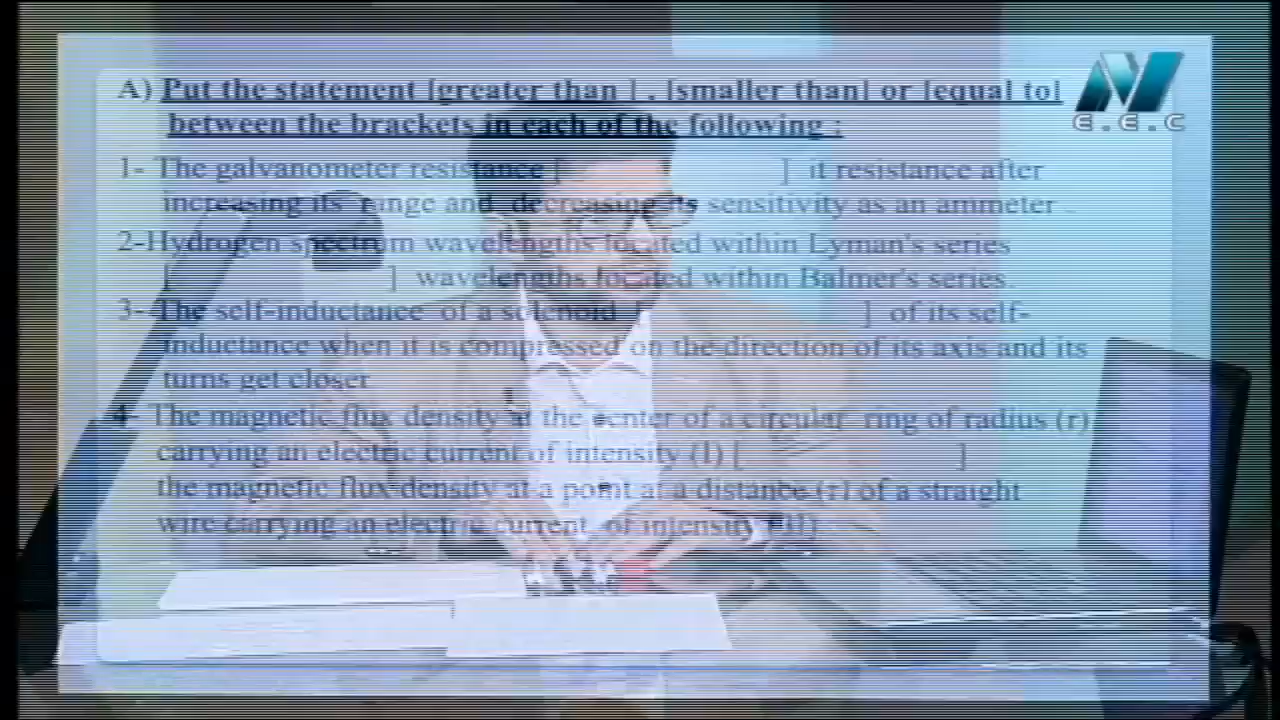 A) Put the statement [greater than ] , [smaller than] or [equal to]
between the brackets in each of the following :
1- The galvanometer resistance [ ] it resistance after
increasing its range and decreasing its sensitivity as an ammeter .
2-Hydrogen spectrum wavelengths located within Lyman's series
[ ] wavelengths located within Balmer's series.
3- The self-inductance of a solenoid [ ] of its self-
inductance when it is compressed on the direction of its axis and its
turns get closer
4- The magnetic flux density at the center of a circular ring of radius (r)
carrying an electric current of intensity (I) [ ]
the magnetic flux density at a point at a distance (r) of a straight
wire carrying an electric current of intensity
E.E.C